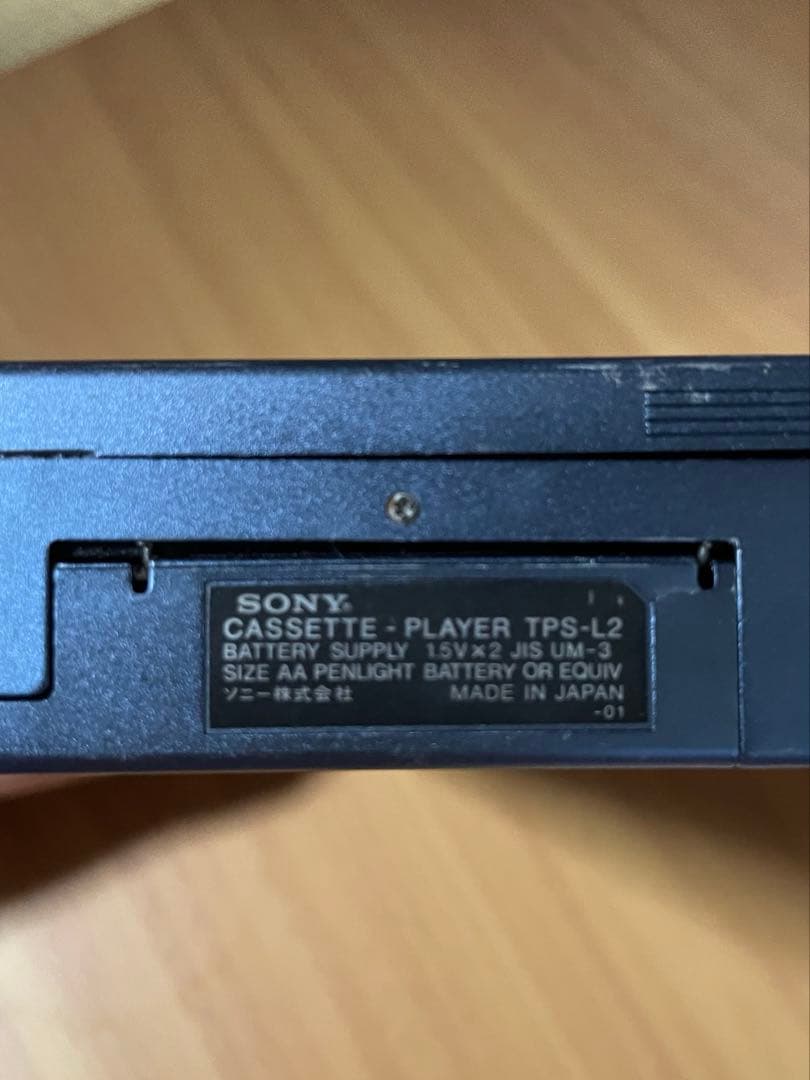 SONY®
CASSETTE-PLAYER TPS-L2
BATTERY SUPPLY 1.5V×2 JIS UM-3
SIZE AA PENLIGHT BATTERY OR EQUIV
ソニー株式会社 MADE IN JAPAN
-01